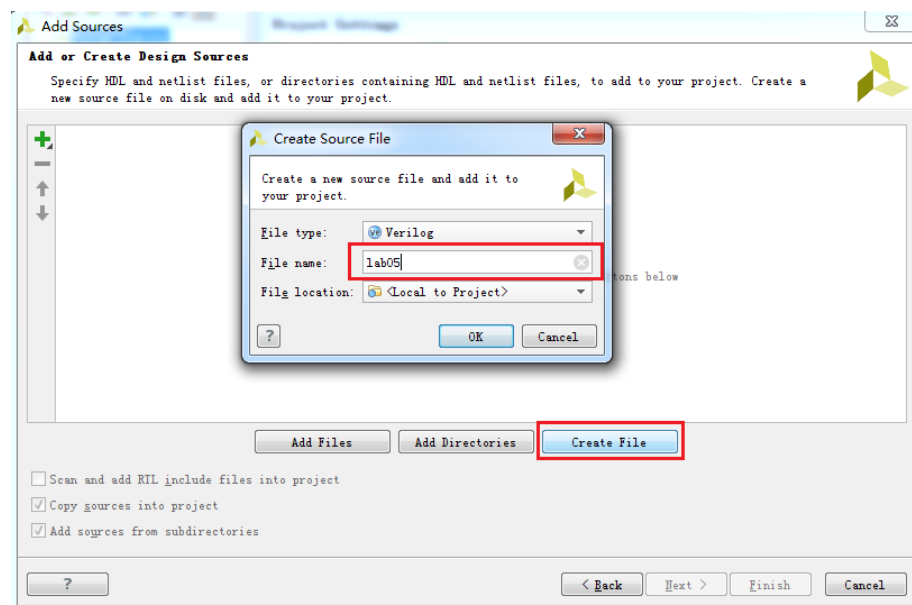 Add Sources
Add or Create Design Sources
Specify HDL and netlist files, or directories containing HDL and netlist files, to add to your project. Create a
new source file on disk and add it to your project.
Create Source File
Create a new source file and add it to
your project.
File type: Verilog
File name: lab05
File location: <Local to Project>
?
OK Cancel
tons below
Add Files Add Directories Create File
Scan and add RTL include files into project
Copy sources into project
Add sources from subdirectories
? < Back Next > Finish Cancel